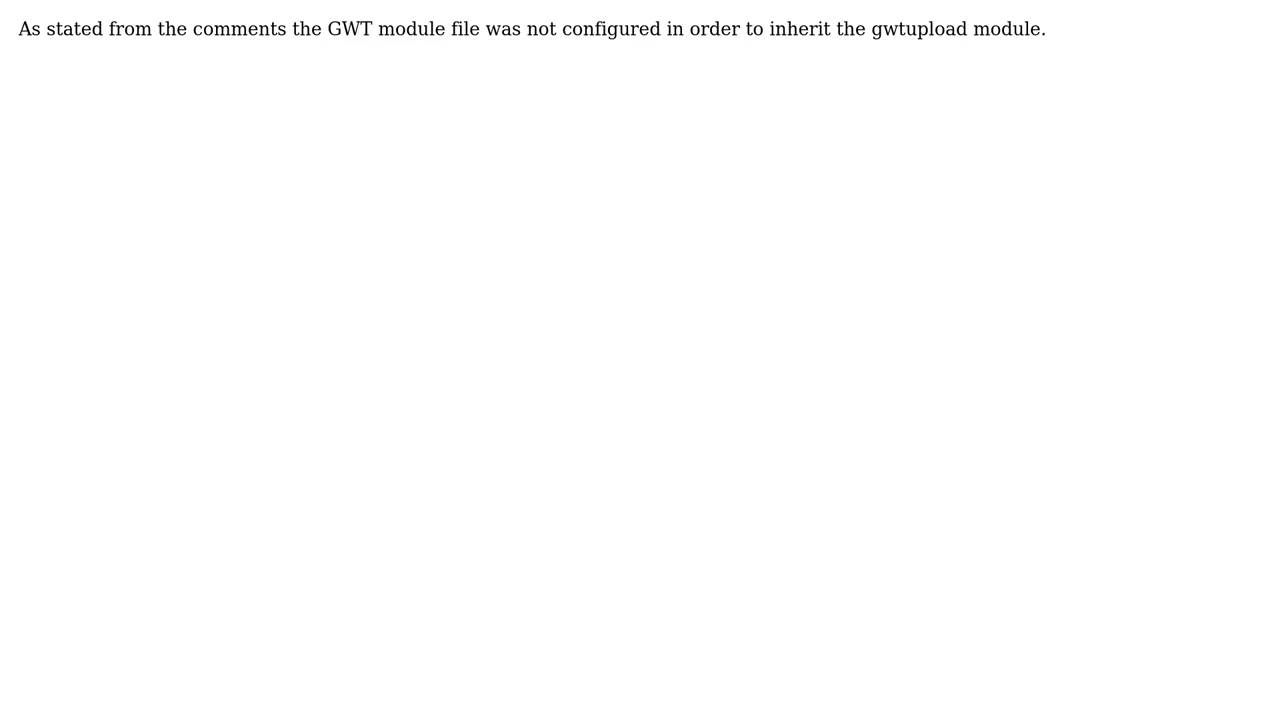 As stated from the comments the GWT module file was not configured in order to inherit the gwtupload module.